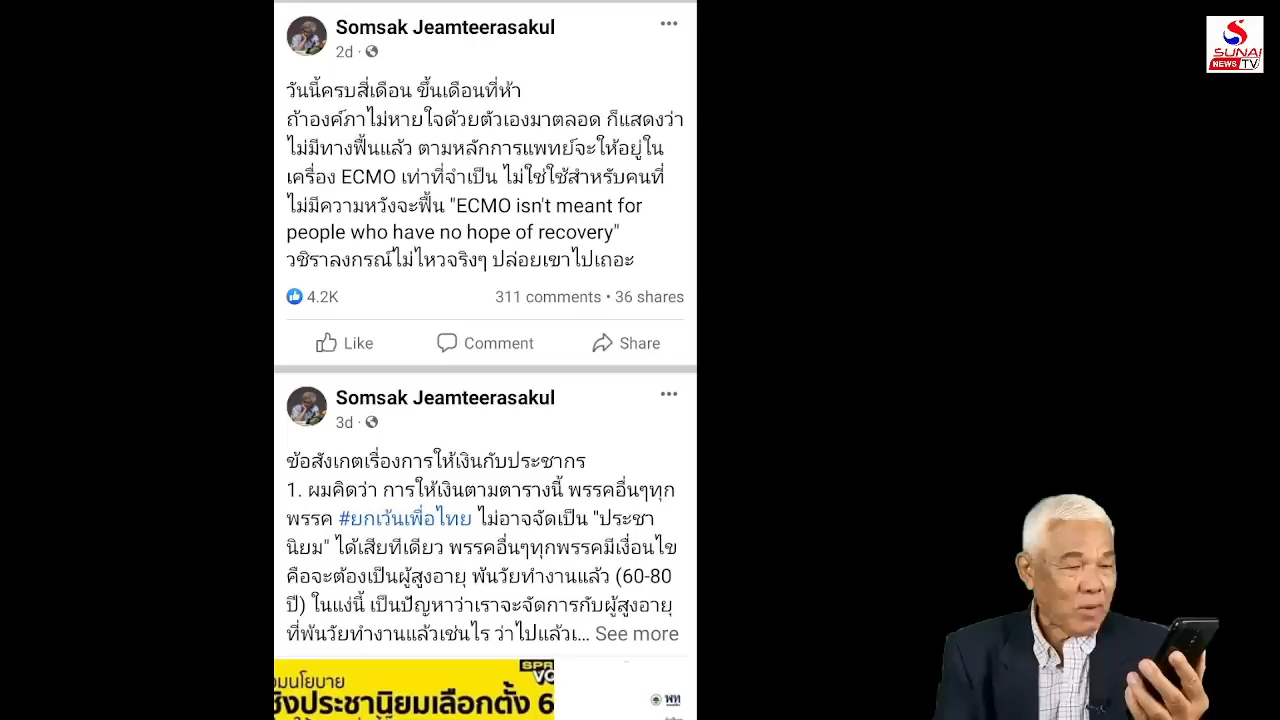 Somsak Jeamteerasakul
2d
วันนี้ครบสี่เดือน ขึ้นเดือนที่ห้า
ถ้าองค์ภาไม่หายใจด้วยตัวเองมาตลอด ก็แสดงว่า
ไม่มีทางฟื้นแล้ว ตามหลักการแพทย์จะให้อยู่ใน
เครื่อง ECMO เท่าที่จำเป็น ไม่ใช่ใช้สำหรับคนที่
ไม่มีความหวังจะฟื้น "ECMO isn't meant for
people who have no hope of recovery"
วชิราลงกรณ์ไม่ไหวจริงๆ ปล่อยเขาไปเถอะ
4.2K 311 comments • 36 shares
Like Comment Share
Somsak Jeamteerasakul
3d
ข้อสังเกตเรื่องการให้เงินกับประชากร
1. ผมคิดว่า การให้เงินตามตารางนี้ พรรคอื่นๆทุก
พรรค #ยกเว้นเพื่อไทย ไม่อาจจัดเป็น "ประชา
นิยม" ได้เสียทีเดียว พรรคอื่นๆทุกพรรคมีเงื่อนไข
คือจะต้องเป็นผู้สูงอายุ พ้นวัยทำงานแล้ว (60-80
ปี) ในแง่นี้ เป็นปัญหาว่าเราจะจัดการกับผู้สูงอายุ
ที่พ้นวัยทำงานแล้วเช่นไร ว่าไปแล้วเ... See more
นโยบาย
ประชานิยมเลือกตั้ง 6
พท
SUNAI
NEWS TV